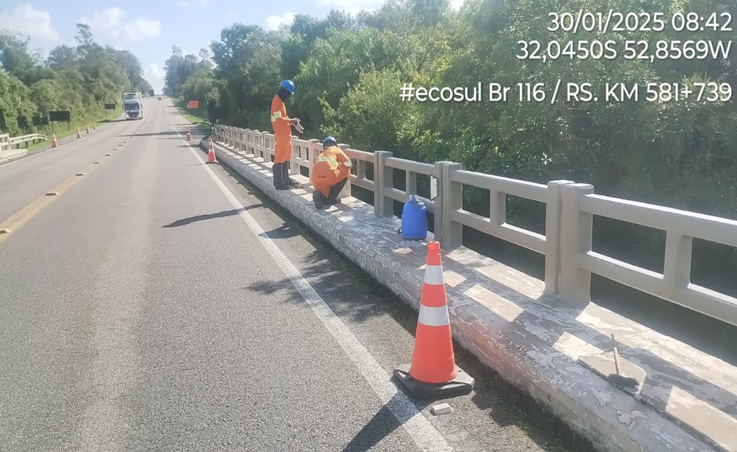 30/01/2025 08:42
32,0450S 52,8569W
#ecosul Br 116 / RS. KM 581+739